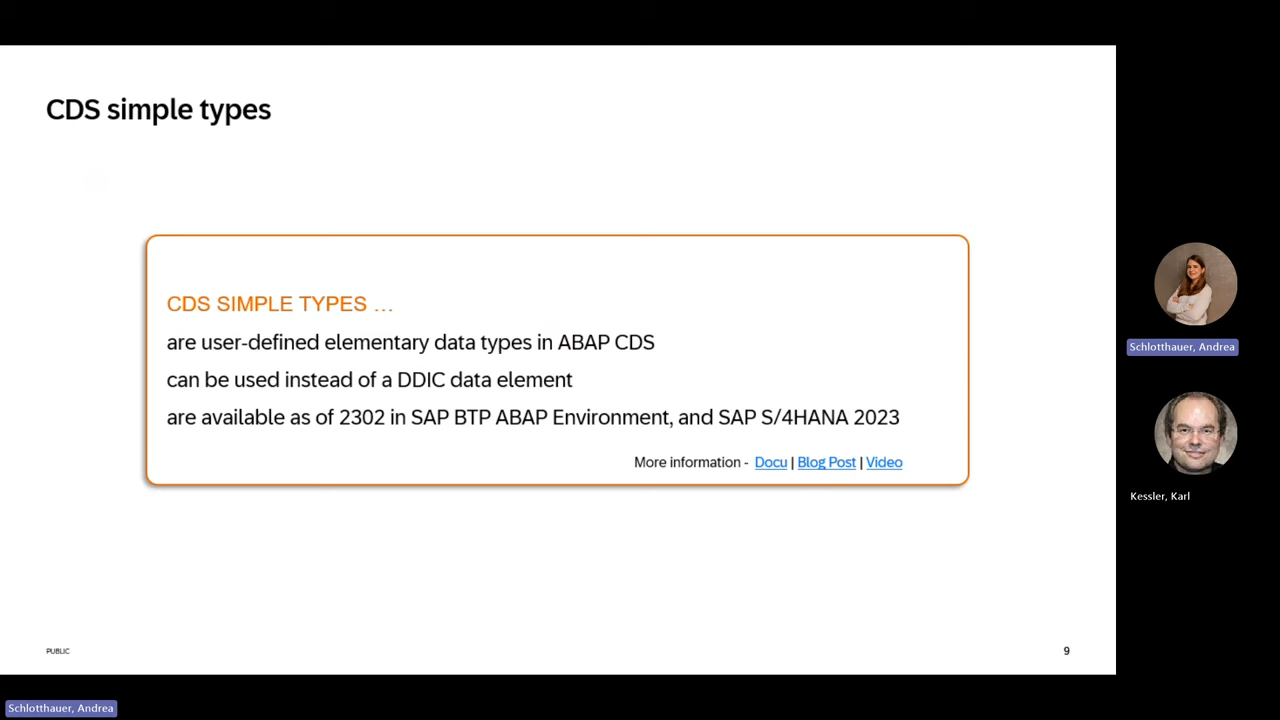 CDS simple types
CDS SIMPLE TYPES …
are user-defined elementary data types in ABAP CDS
can be used instead of a DDIC data element
are available as of 2302 in SAP BTP ABAP Environment, and SAP S/4HANA 2023
More information - Docu | Blog Post | Video
PUBLIC
9
Schlotthauer, Andrea
Kessler, Karl
Schlotthauer, Andrea